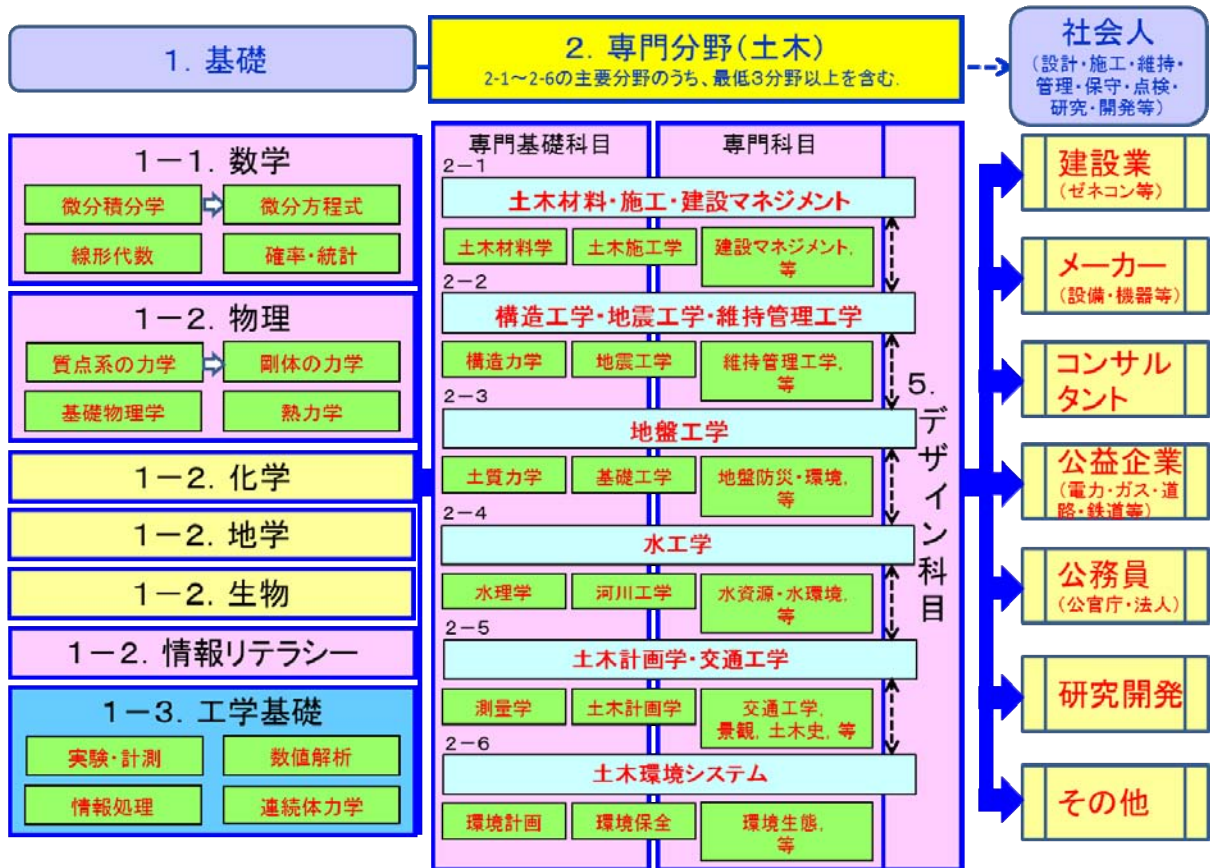 1. 基礎
2. 専門分野(土木)
2-1～2-6の主要分野のうち、最低3分野以上を含む.
社会人
(設計・施工・維持・
管理・保守・点検・
研究・開発等)
1－1. 数学
微分積分学
微分方程式
線形代数
確率・統計
1－2. 物理
質点系の力学
剛体の力学
基礎物理学
熱力学
1－2. 化学
1－2. 地学
1－2. 生物
1－2. 情報リテラシー
1－3. 工学基礎
実験・計測
数値解析
情報処理
連続体力学
専門基礎科目
専門科目
2－1
土木材料・施工・建設マネジメント
土木材料学
土木施工学
建設マネジメント,
等
2－2
構造工学・地震工学・維持管理工学
構造力学
地震工学
維持管理工学,
等
2－3
地盤工学
土質力学
基礎工学
地盤防災・環境,
等
2－4
水工学
水理学
河川工学
水資源・水環境,
等
2－5
土木計画学・交通工学
測量学
土木計画学
交通工学,
景観, 土木史, 等
2－6
土木環境システム
環境計画
環境保全
環境生態,
等
5. デザイン科目
建設業
(ゼネコン等)
メーカー
(設備・機器等)
コンサル
タント
公益企業
(電力・ガス・道
路・鉄道等)
公務員
(公官庁・法人)
研究開発
その他